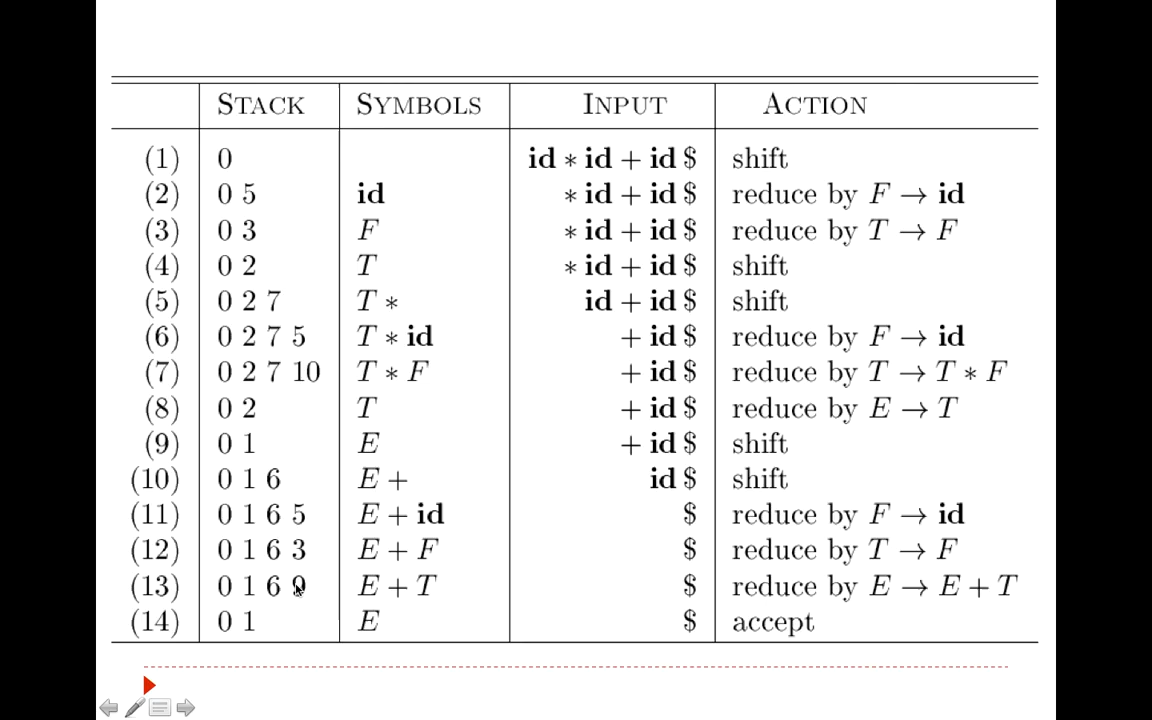 STACK SYMBOLS INPUT ACTION
(1) 0 id * id + id $ shift
(2) 0 5 id * id + id $ reduce by F → id
(3) 0 3 F * id + id $ reduce by T → F
(4) 0 2 T * id + id $ shift
(5) 0 2 7 T * id + id $ shift
(6) 0 2 7 5 T * id + id $ reduce by F → id
(7) 0 2 7 10 T * F + id $ reduce by T → T * F
(8) 0 2 T + id $ reduce by E → T
(9) 0 1 E + id $ shift
(10) 0 1 6 E + id $ shift
(11) 0 1 6 5 E + id $ reduce by F → id
(12) 0 1 6 3 E + F $ reduce by T → F
(13) 0 1 6 9 E + T $ reduce by E → E + T
(14) 0 1 E $ accept